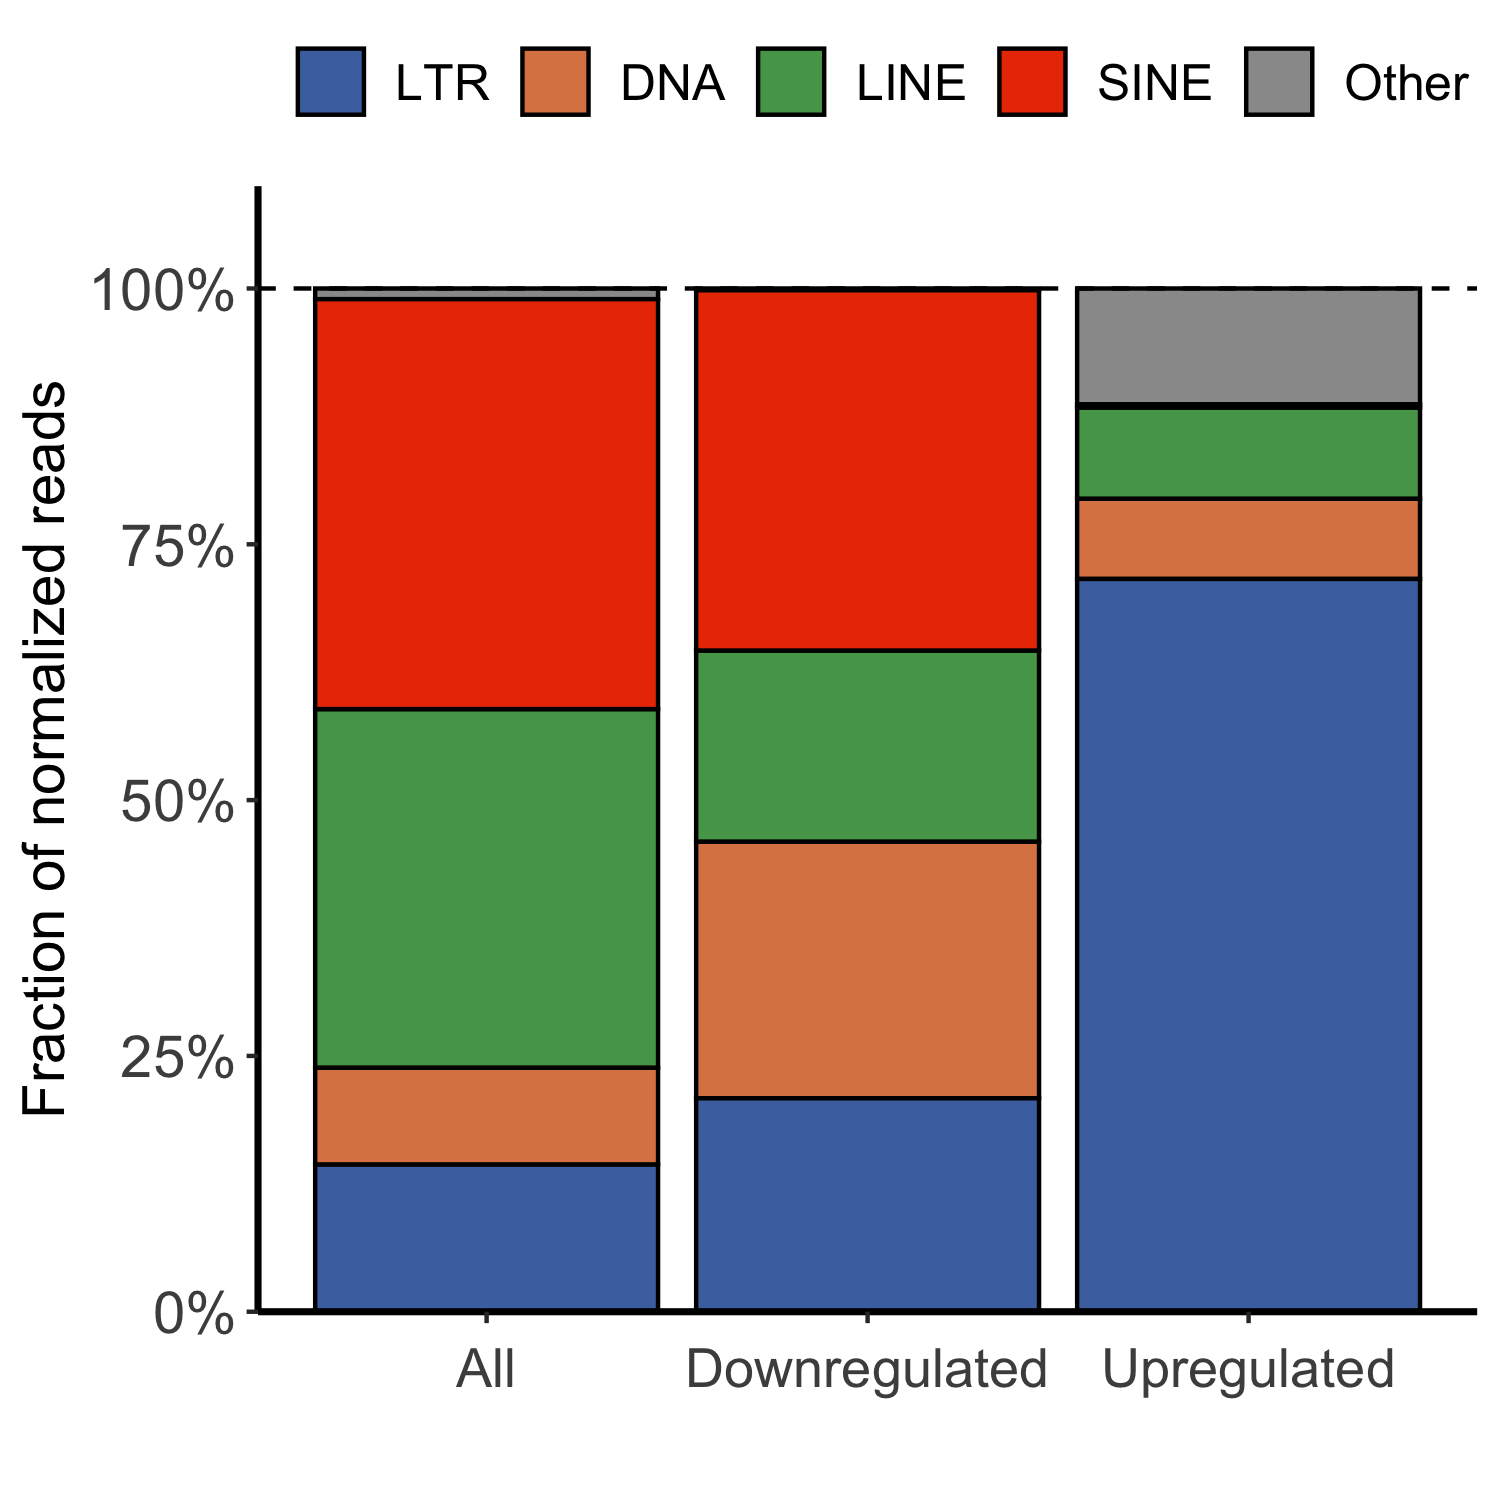 LTR DNA LINE SINE Other
Fraction of normalized reads
100%
75%
50%
25%
0%
All Downregulated Upregulated